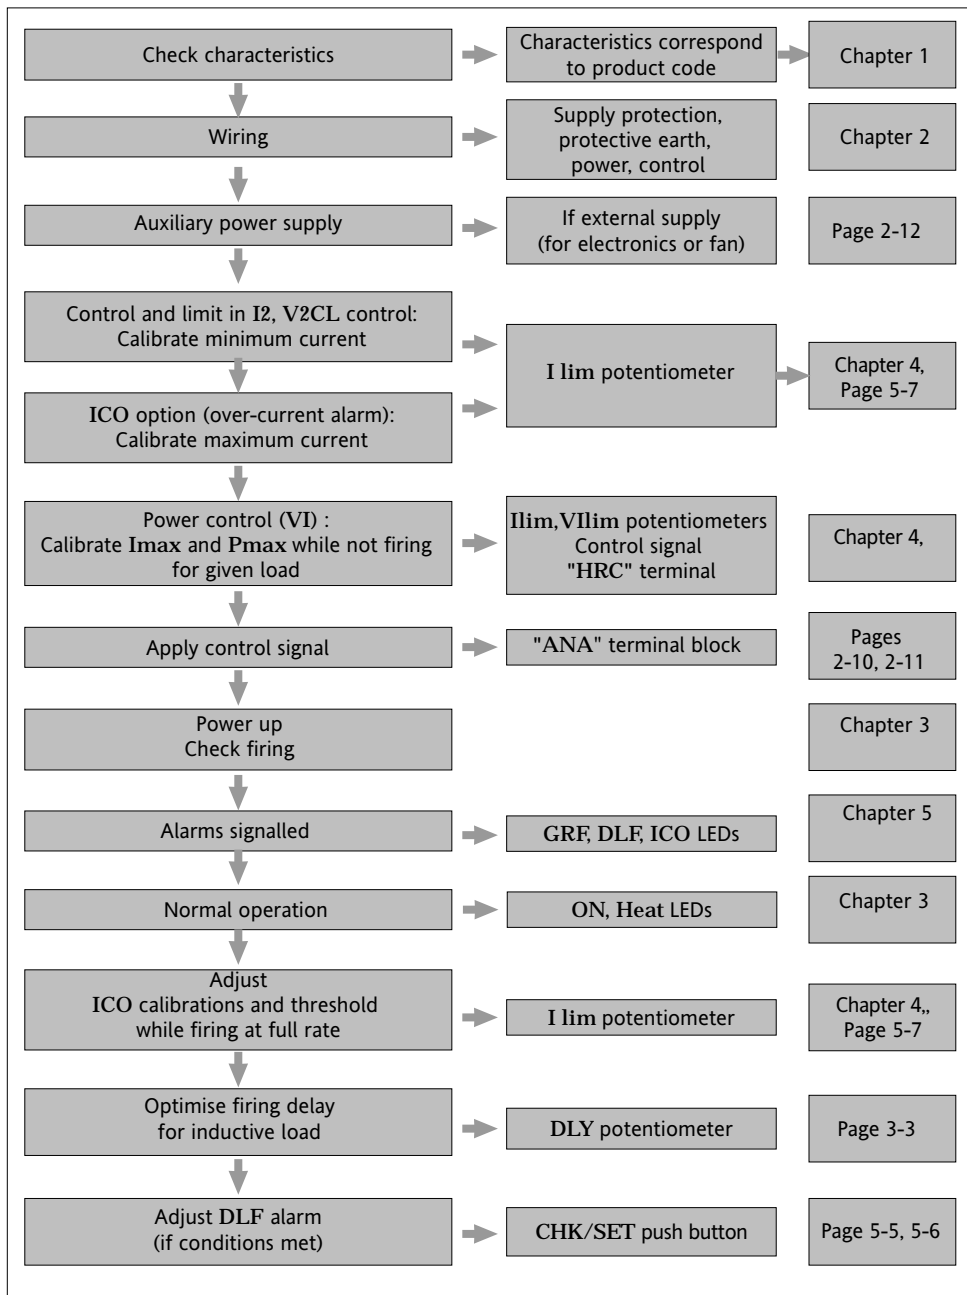 Check characteristics
Characteristics correspond
to product code
Chapter 1
Wiring
Supply protection,
protective earth,
power, control
Chapter 2
Auxiliary power supply
If external supply
(for electronics or fan)
Page 2-12
Control and limit in I2, V2CL control:
Calibrate minimum current
I lim potentiometer
Chapter 4,
Page 5-7
ICO option (over-current alarm):
Calibrate maximum current
Power control (VI) :
Calibrate Imax and Pmax while not firing
for given load
Ilim,VIlim potentiometers
Control signal
"HRC" terminal
Chapter 4,
Apply control signal
"ANA" terminal block
Pages
2-10, 2-11
Power up
Check firing
Chapter 3
Alarms signalled
GRF, DLF, ICO LEDs
Chapter 5
Normal operation
ON, Heat LEDs
Chapter 3
Adjust
ICO calibrations and threshold
while firing at full rate
I lim potentiometer
Chapter 4,,
Page 5-7
Optimise firing delay
for inductive load
DLY potentiometer
Page 3-3
Adjust DLF alarm
(if conditions met)
CHK/SET push button
Page 5-5, 5-6